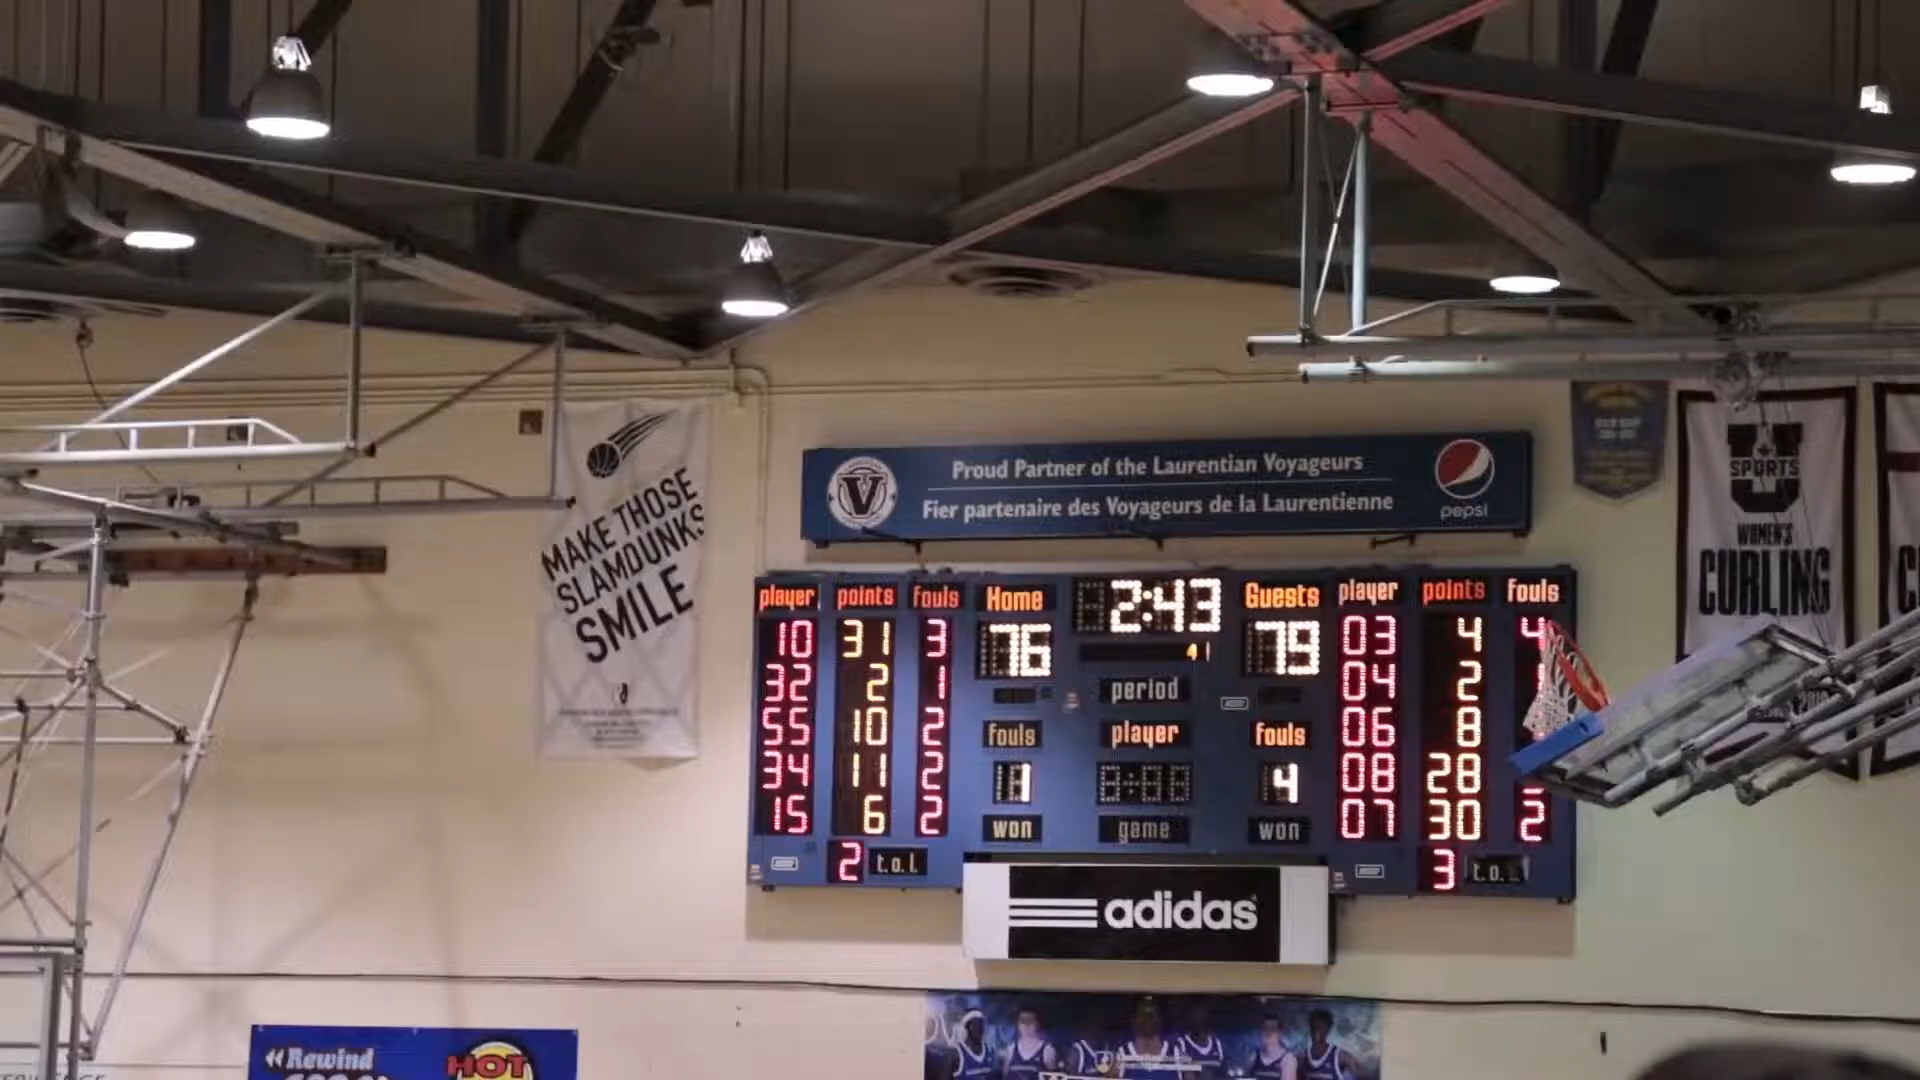 MAKE THOSE
SLAMDUNKS
SMILE
Proud Partner of the Laurentian Voyageurs
Fier partenaire des Voyageurs de la Laurentienne
V
pepsi
U
SPORTS
WOMEN'S
CURLING
player points fouls
10 31 3
32 2 1
55 10 2
34 11 2
15 6 2
2 t.o.l.
Home 2:43 Guests
76 4 79
period
fouls player fouls
1 4
won game won
player points fouls
03 4 4
04 2
06 8
08 28
07 30 2
3 t.o.l.
adidas
Rewind
HOT